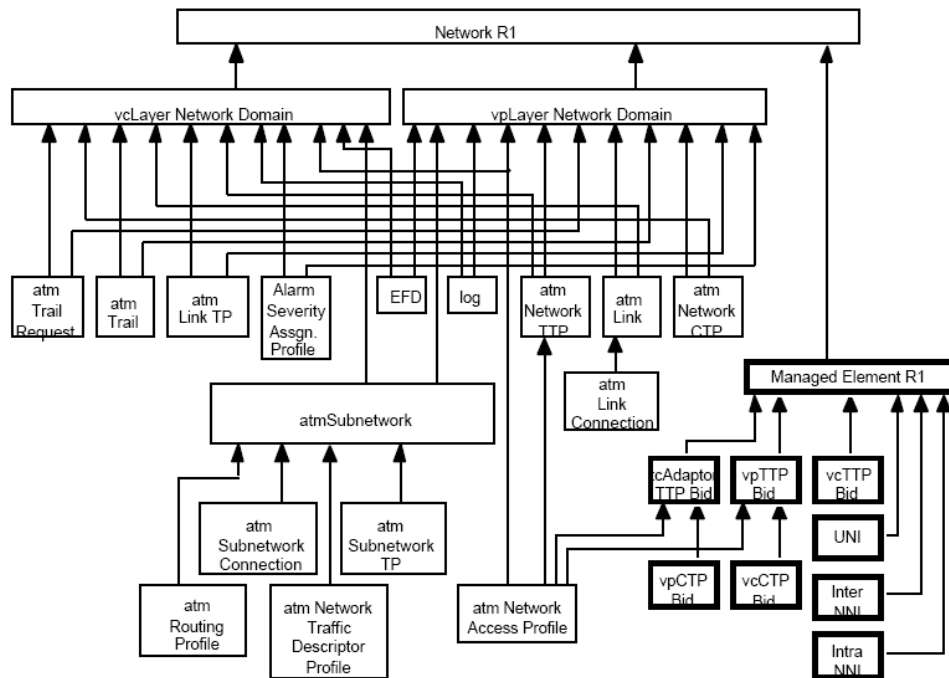 Network R1
vcLayer Network Domain
vpLayer Network Domain
atm
Trail
Request
atm
Trail
atm
Link TP
Alarm
Severity
Assgn.
Profile
EFD
log
atm
Network
TTP
atm
Link
atm
Network
CTP
Managed Element R1
atm
Link
Connection
atmSubnetwork
tcAdaptor
TTP Bid
vpTTP
Bid
vcTTP
Bid
atm
Subnetwork
Connection
atm
Subnetwork
TP
UNI
vpCTP
Bid
vcCTP
Bid
Inter
NNI
atm
Routing
Profile
atm Network
Traffic
Descriptor
Profile
atm Network
Access Profile
Intra
NNI